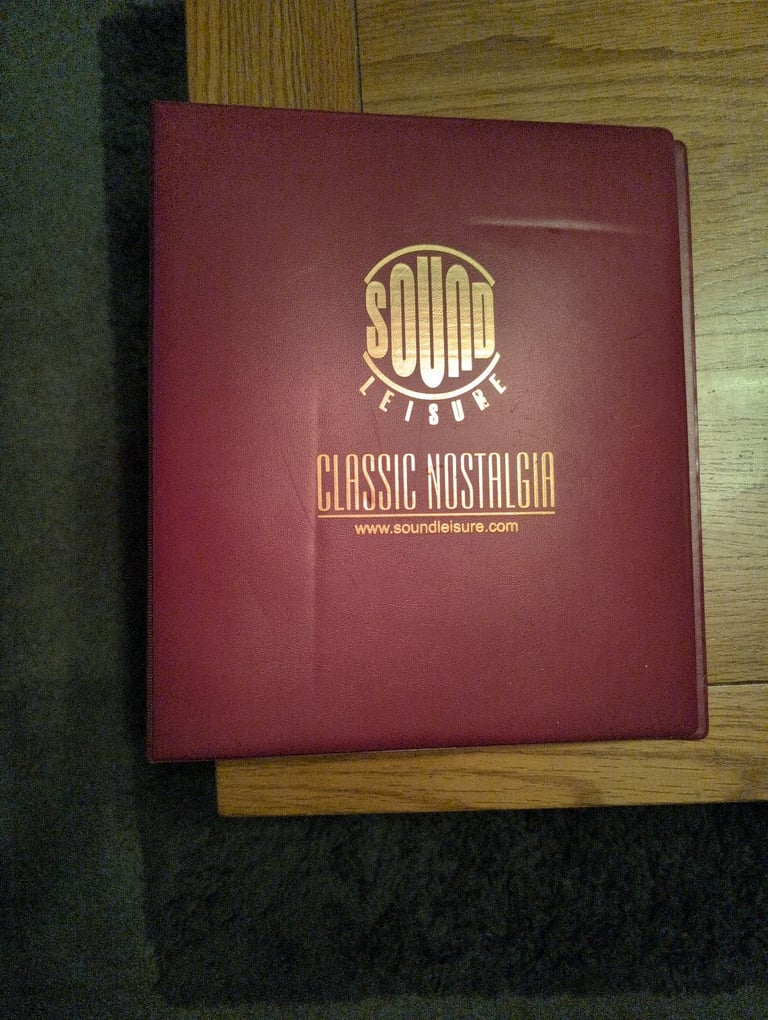 SOUND
LEISURE
CLASSIC NOSTALGIA
www.soundleisure.com